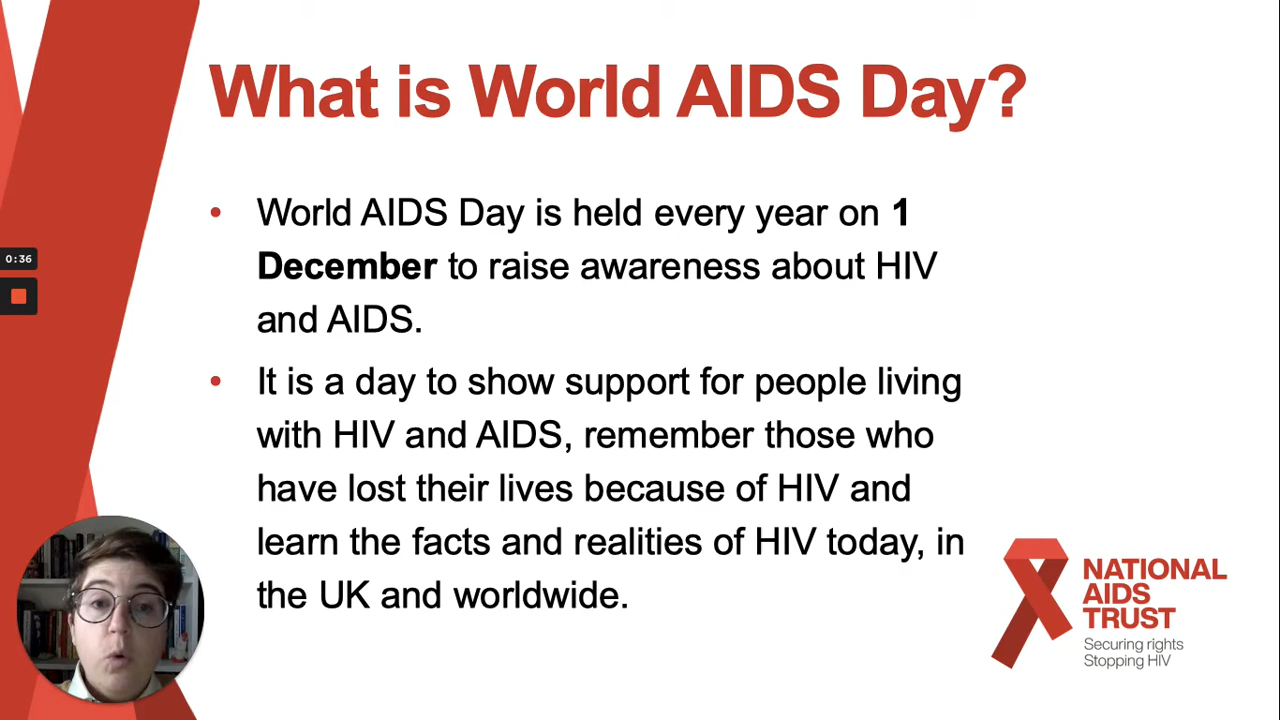 What is World AIDS Day?
• World AIDS Day is held every year on 1
December to raise awareness about HIV
and AIDS.
• It is a day to show support for people living
with HIV and AIDS, remember those who
have lost their lives because of HIV and
learn the facts and realities of HIV today, in
the UK and worldwide.
0:36
NATIONAL
AIDS
TRUST
Securing rights
Stopping HIV